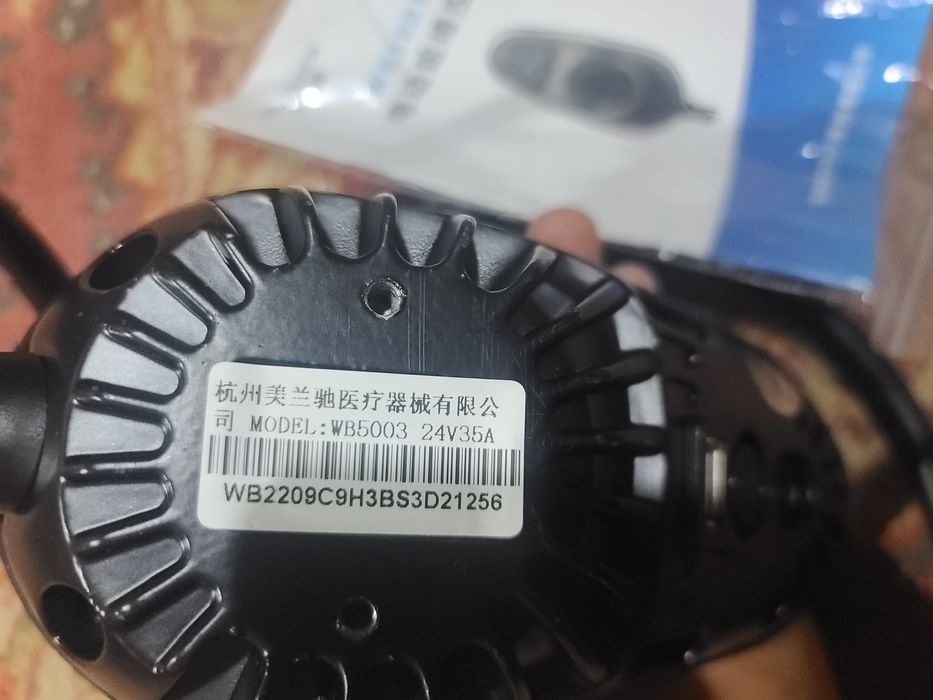 杭州美兰驰医疗器械有限公
司 MODEL:WB5003 24V35A
WB2209C9H3BS3D21256